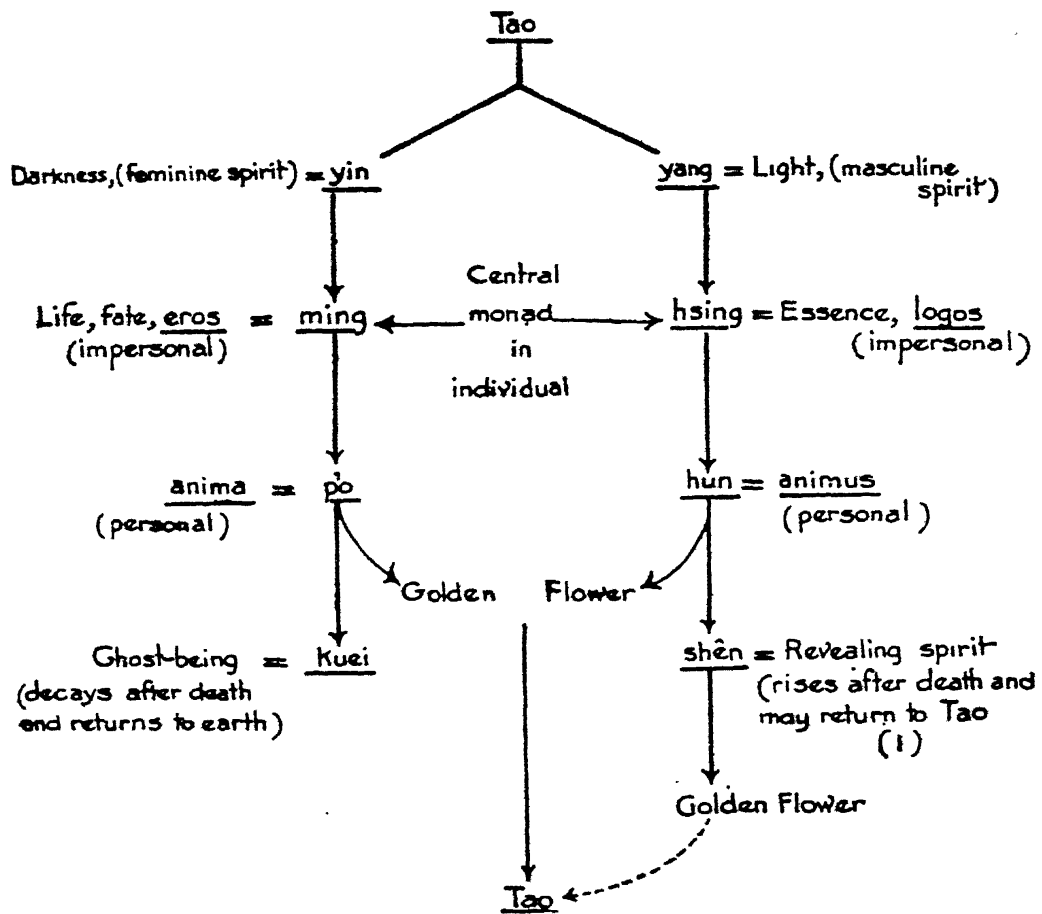 Tao
Darkness, (feminine spirit) = yin
yang = Light, (masculine
spirit)
Central
monad
in
individual
Life, fate, eros = ming
(impersonal)
hsing = Essence, logos
(impersonal)
anima = p'o
(personal)
hun = animus
(personal)
Golden Flower
Ghost-being = kuei
(decays after death
and returns to earth)
shên = Revealing spirit
(rises after death and
may return to Tao
(1)
Golden Flower
Tao